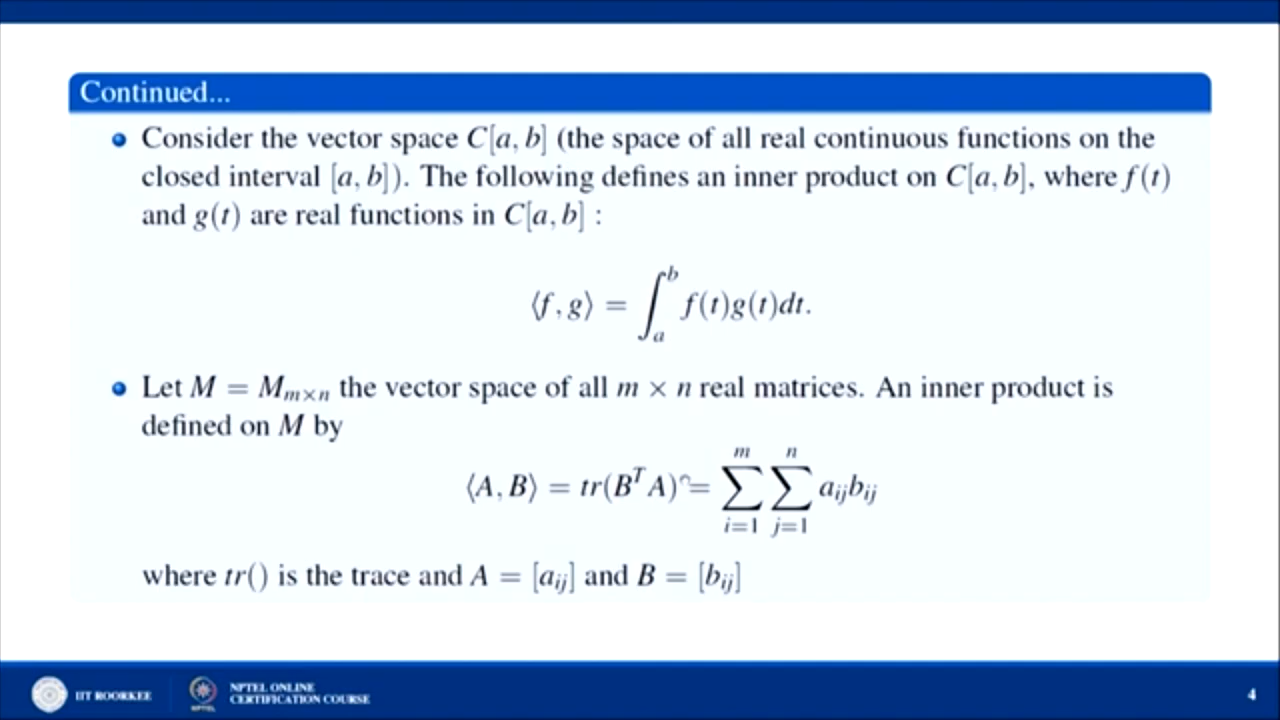 Continued...
Consider the vector space C[a, b] (the space of all real continuous functions on the
closed interval [a, b]). The following defines an inner product on C[a, b], where f(t)
and g(t) are real functions in C[a, b] :
⟨f, g⟩ = ∫_a^b f(t)g(t)dt.
Let M = M_{m×n} the vector space of all m × n real matrices. An inner product is
defined on M by
⟨A, B⟩ = tr(B^T A) = ∑_{i=1}^{m} ∑_{j=1}^{n} a_{ij}b_{ij}
where tr() is the trace and A = [a_{ij}] and B = [b_{ij}]
IIT ROORKEE
NPTEL
NPTEL ONLINE
CERTIFICATION COURSE
4